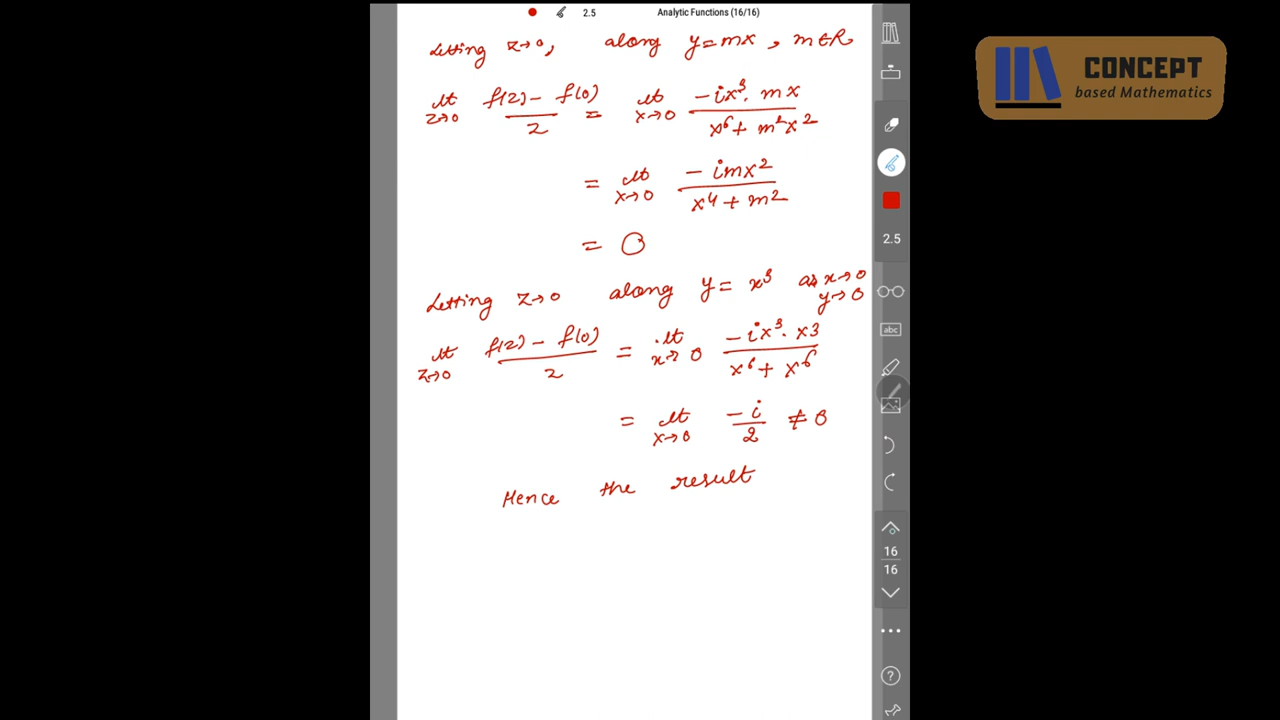 2.5 Analytic Functions (16/16)
CONCEPT
based Mathematics
Letting z→0, along y=mx, m∈R
lt z→0 f(z) - f(0) / z = lt x→0 -ix³. mx / x⁶ + m²x²
= lt x→0 -imx² / x⁴ + m²
= 0
Letting z→0 along y = x³ as x→0 y→0
lt z→0 f(z) - f(0) / z = lt x→0 -ix³. x3 / x⁶ + x⁶
= lt x→0 -i / 2 ≠ 0
Hence the result
2.5
abc
16
16
?